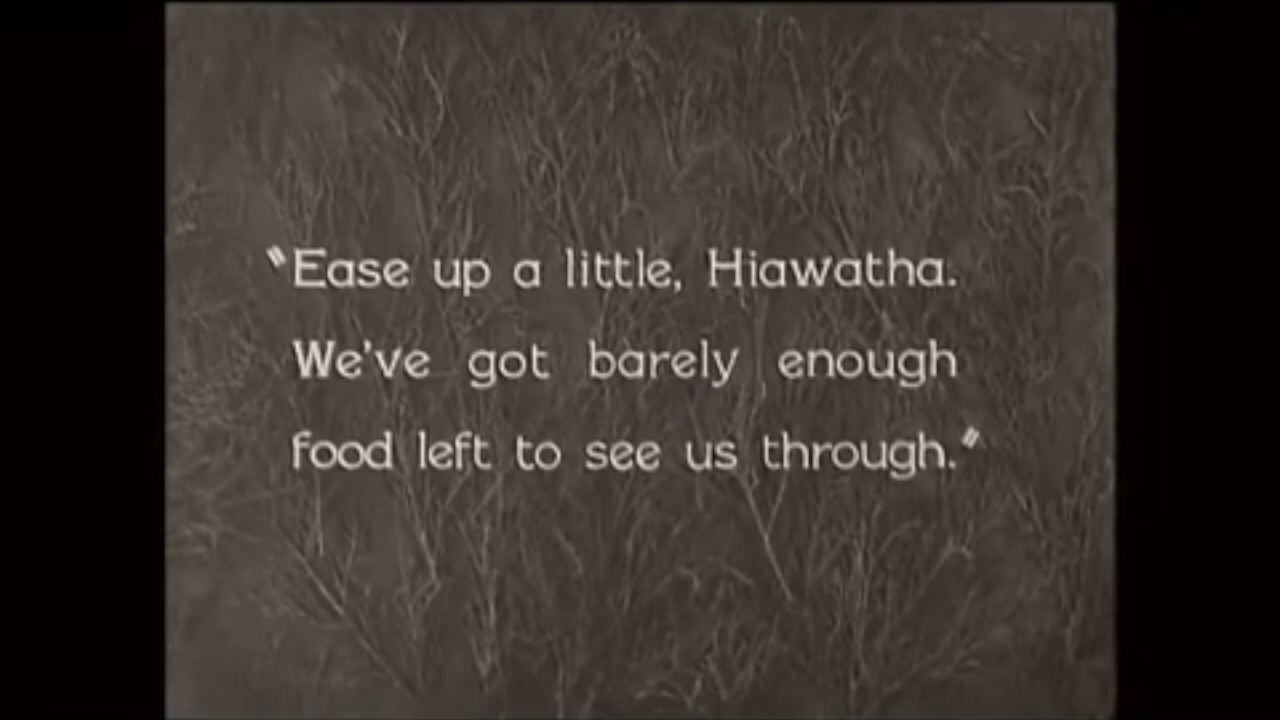 "Ease up a little, Hiawatha.
We've got barely enough
food left to see us through."